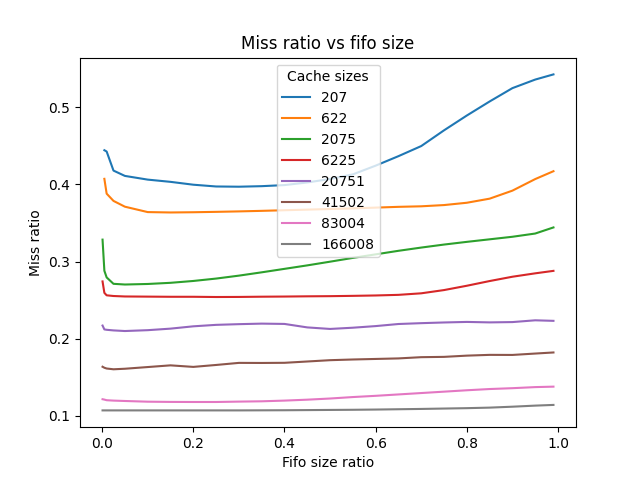 Miss ratio vs fifo size
Cache sizes
207
622
2075
6225
20751
41502
83004
166008
0.5
0.4
0.3
0.2
0.1
Miss ratio
0.0 0.2 0.4 0.6 0.8 1.0
Fifo size ratio